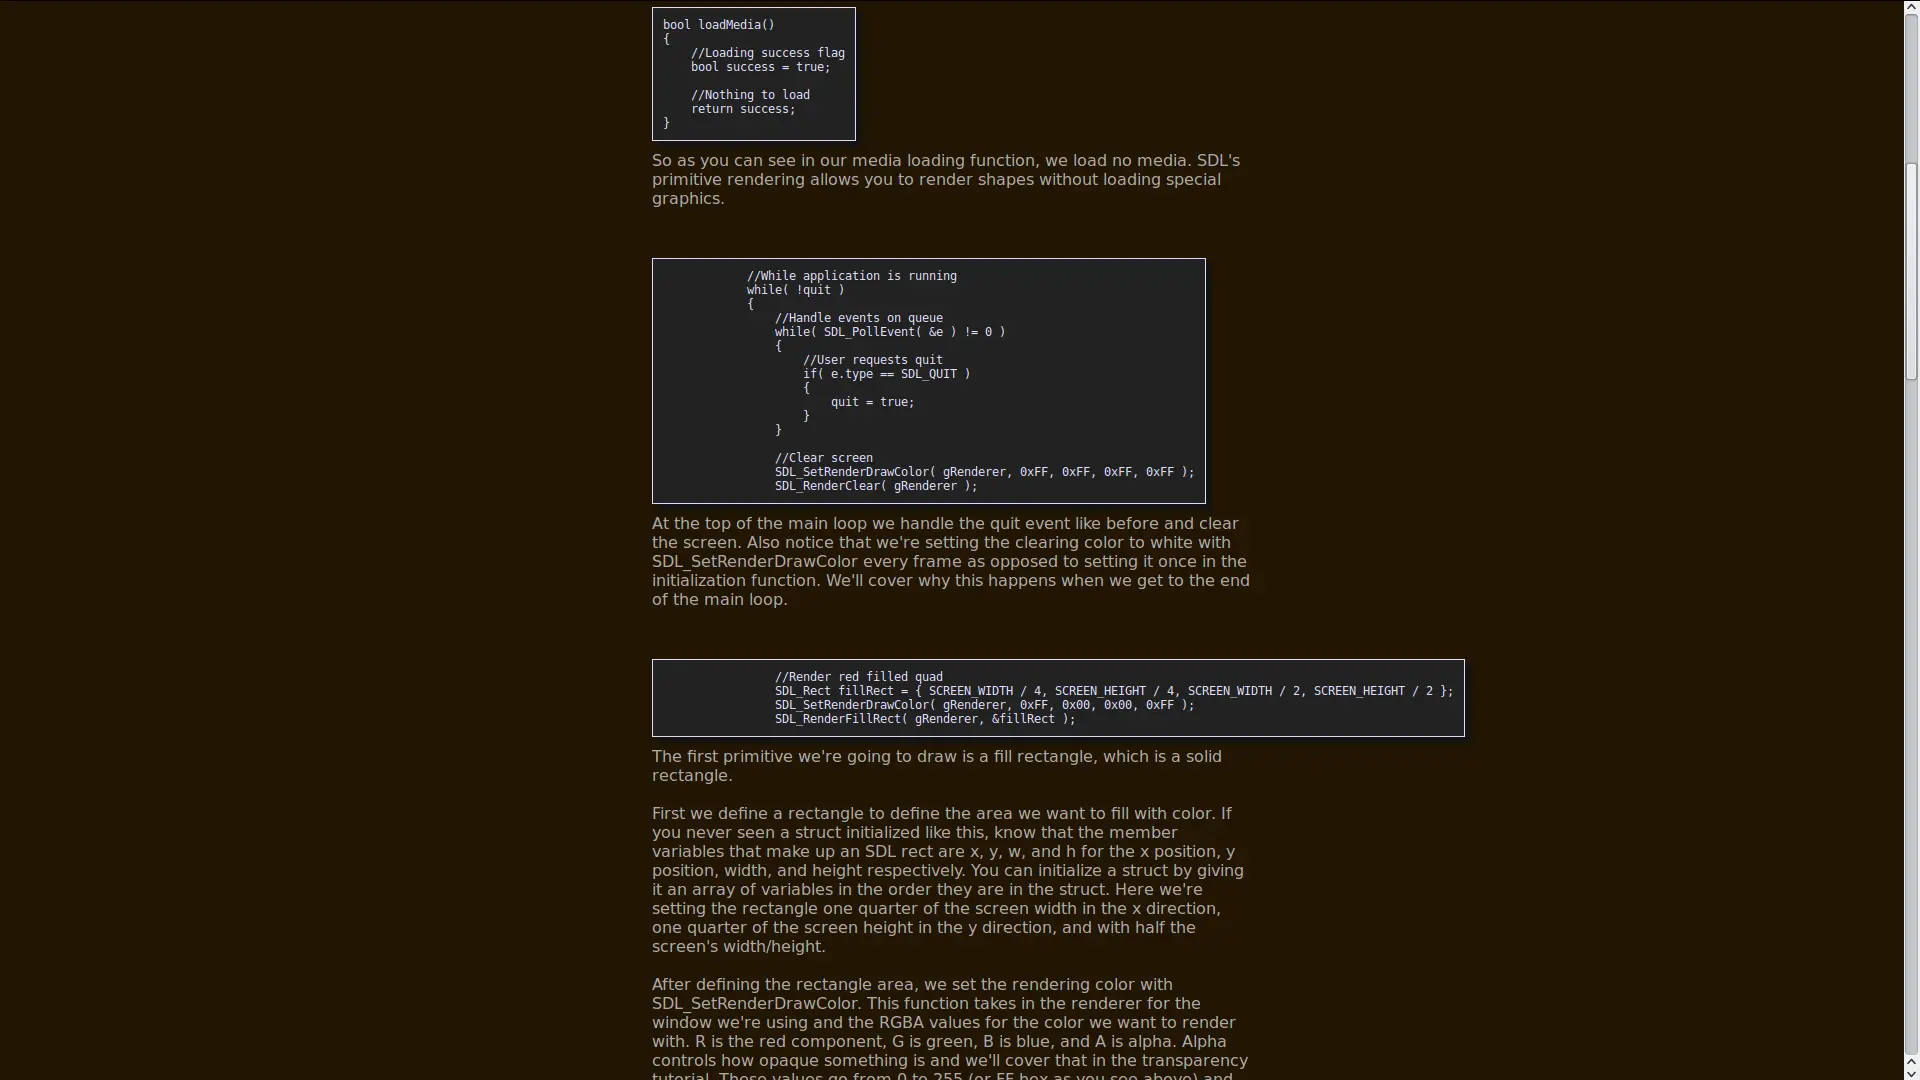 bool loadMedia()
{
    //Loading success flag
    bool success = true;

    //Nothing to load
    return success;
}
So as you can see in our media loading function, we load no media. SDL's
primitive rendering allows you to render shapes without loading special
graphics.
//While application is running
while( !quit )
{
    //Handle events on queue
    while( SDL_PollEvent( &e ) != 0 )
    {
        //User requests quit
        if( e.type == SDL_QUIT )
        {
            quit = true;
        }
    }

    //Clear screen
    SDL_SetRenderDrawColor( gRenderer, 0xFF, 0xFF, 0xFF, 0xFF );
    SDL_RenderClear( gRenderer );
At the top of the main loop we handle the quit event like before and clear
the screen. Also notice that we're setting the clearing color to white with
SDL_SetRenderDrawColor every frame as opposed to setting it once in the
initialization function. We'll cover why this happens when we get to the end
of the main loop.
//Render red filled quad
SDL_Rect fillRect = { SCREEN_WIDTH / 4, SCREEN_HEIGHT / 4, SCREEN_WIDTH / 2, SCREEN_HEIGHT / 2 };
SDL_SetRenderDrawColor( gRenderer, 0xFF, 0x00, 0x00, 0xFF );
SDL_RenderFillRect( gRenderer, &fillRect );
The first primitive we're going to draw is a fill rectangle, which is a solid
rectangle.
First we define a rectangle to define the area we want to fill with color. If
you never seen a struct initialized like this, know that the member
variables that make up an SDL rect are x, y, w, and h for the x position, y
position, width, and height respectively. You can initialize a struct by giving
it an array of variables in the order they are in the struct. Here we're
setting the rectangle one quarter of the screen width in the x direction,
one quarter of the screen height in the y direction, and with half the
screen's width/height.
After defining the rectangle area, we set the rendering color with
SDL_SetRenderDrawColor. This function takes in the renderer for the
window we're using and the RGBA values for the color we want to render
with. R is the red component, G is green, B is blue, and A is alpha. Alpha
controls how opaque something is and we'll cover that in the transparency
tutorial. These values go from 0 to 255 (or FF hex as you see above) and